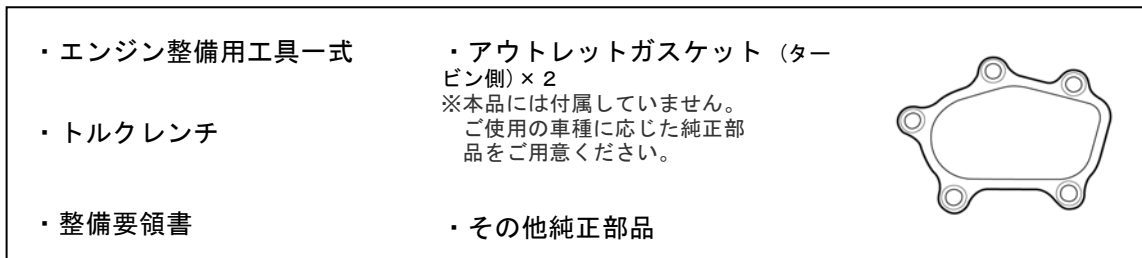 ・エンジン整備用工具一式
・トルクレンチ
・整備要領書
・アウトレットガスケット（ター
ビン側）×２
※本品には付属していません。
ご使用の車種に応じた純正部
品をご用意ください。
・その他純正部品